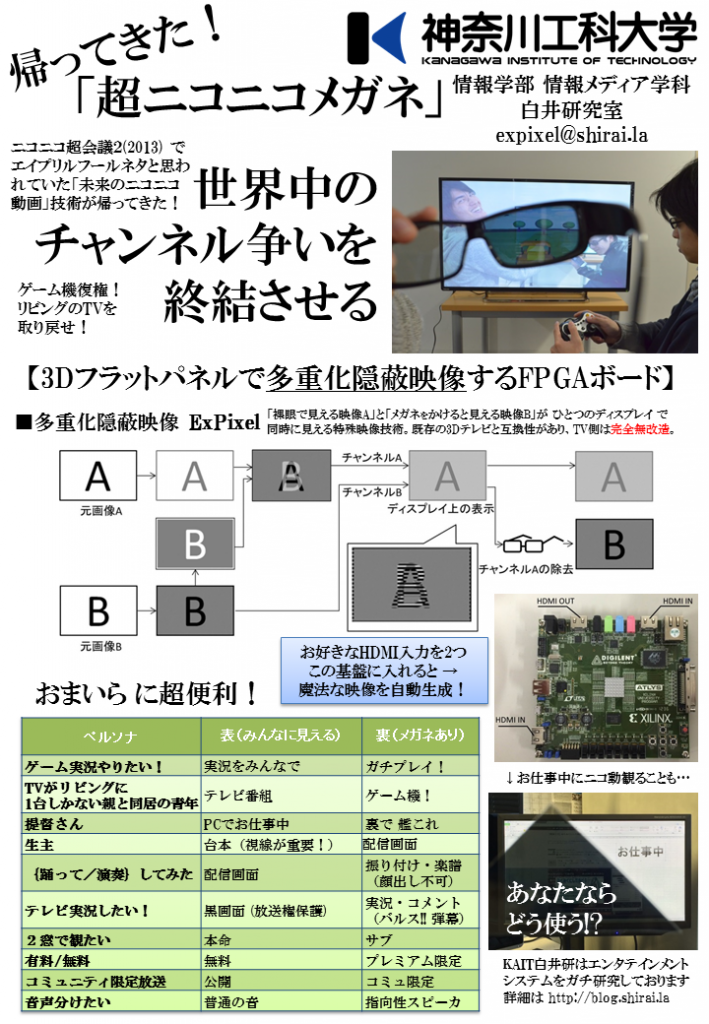 帰ってきた！
「超ニコニコメガネ」
神奈川工科大学
KANAGAWA INSTITUTE OF TECHNOLOGY
情報学部 情報メディア学科
白井研究室
expixel@shirai.la
ニコニコ超会議2(2013) で
エイプリルフールネタと思わ
れていた「未来のニコニコ
動画」技術が帰ってきた！
世界中の
チャンネル争いを
終結させる
ゲーム機復権！
リビングのTVを
取り戻せ！
【3Dフラットパネルで多重化隠蔽映像するFPGAボード】
■多重化隠蔽映像 ExPixel
「裸眼で見える映像A」と「メガネをかけると見える映像B」が ひとつのディスプレイ で
同時に見える特殊映像技術。既存の3Dテレビと互換性があり、TV側は完全無改造。
A
A
A
B
チャンネルA
A
A
元画像A
チャンネルB
ディスプレイ上の表示
B
B
チャンネルAの除去
A
B
B
元画像B
HDMI OUT
HDMI IN
DIGILENT
ATLYS
XILINX
HDMI IN
お好きなHDMI入力を2つ
この基盤に入れると →
魔法な映像を自動生成！
おまいら に超便利！
↓お仕事中にニコ動観ることも…
ペルソナ 表（みんなに見える） 裏（メガネあり）
ゲーム実況やりたい！ 実況をみんなで ガチプレイ！
TVがリビングに
1台しかない親と同居の青年 テレビ番組 ゲーム機！
提督さん PCでお仕事中 裏で 艦これ
生主 台本（視線が重要！） 配信画面
｛踊って／演奏｝してみた 配信画面 振り付け・楽譜
（顔出し不可）
テレビ実況したい！ 黒画面（放送権保護） 実況・コメント
（バルス!! 弾幕）
２窓で観たい 本命 サブ
有料/無料 無料 プレミアム限定
コミュニティ限定放送 公開 コミュ限定
音声分けたい 普通の音 指向性スピーカ
お仕事中
あなたなら
どう使う!?
KAIT白井研はエンタテインメント
システムをガチ研究しております
詳細は http://blog.shirai.la